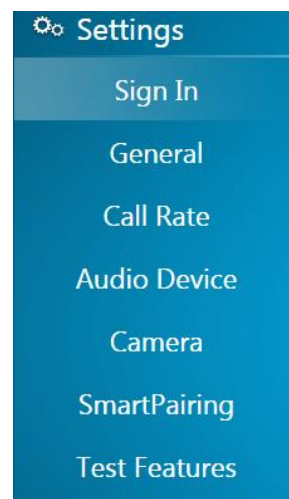 Settings
Sign In
General
Call Rate
Audio Device
Camera
SmartPairing
Test Features